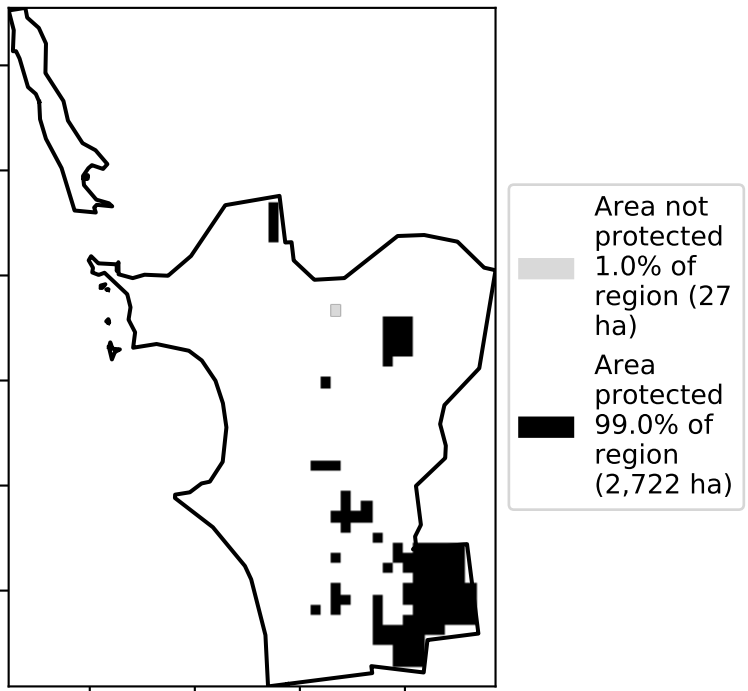 Area not
protected
1.0% of
region (27
ha)
Area
protected
99.0% of
region
(2,722 ha)